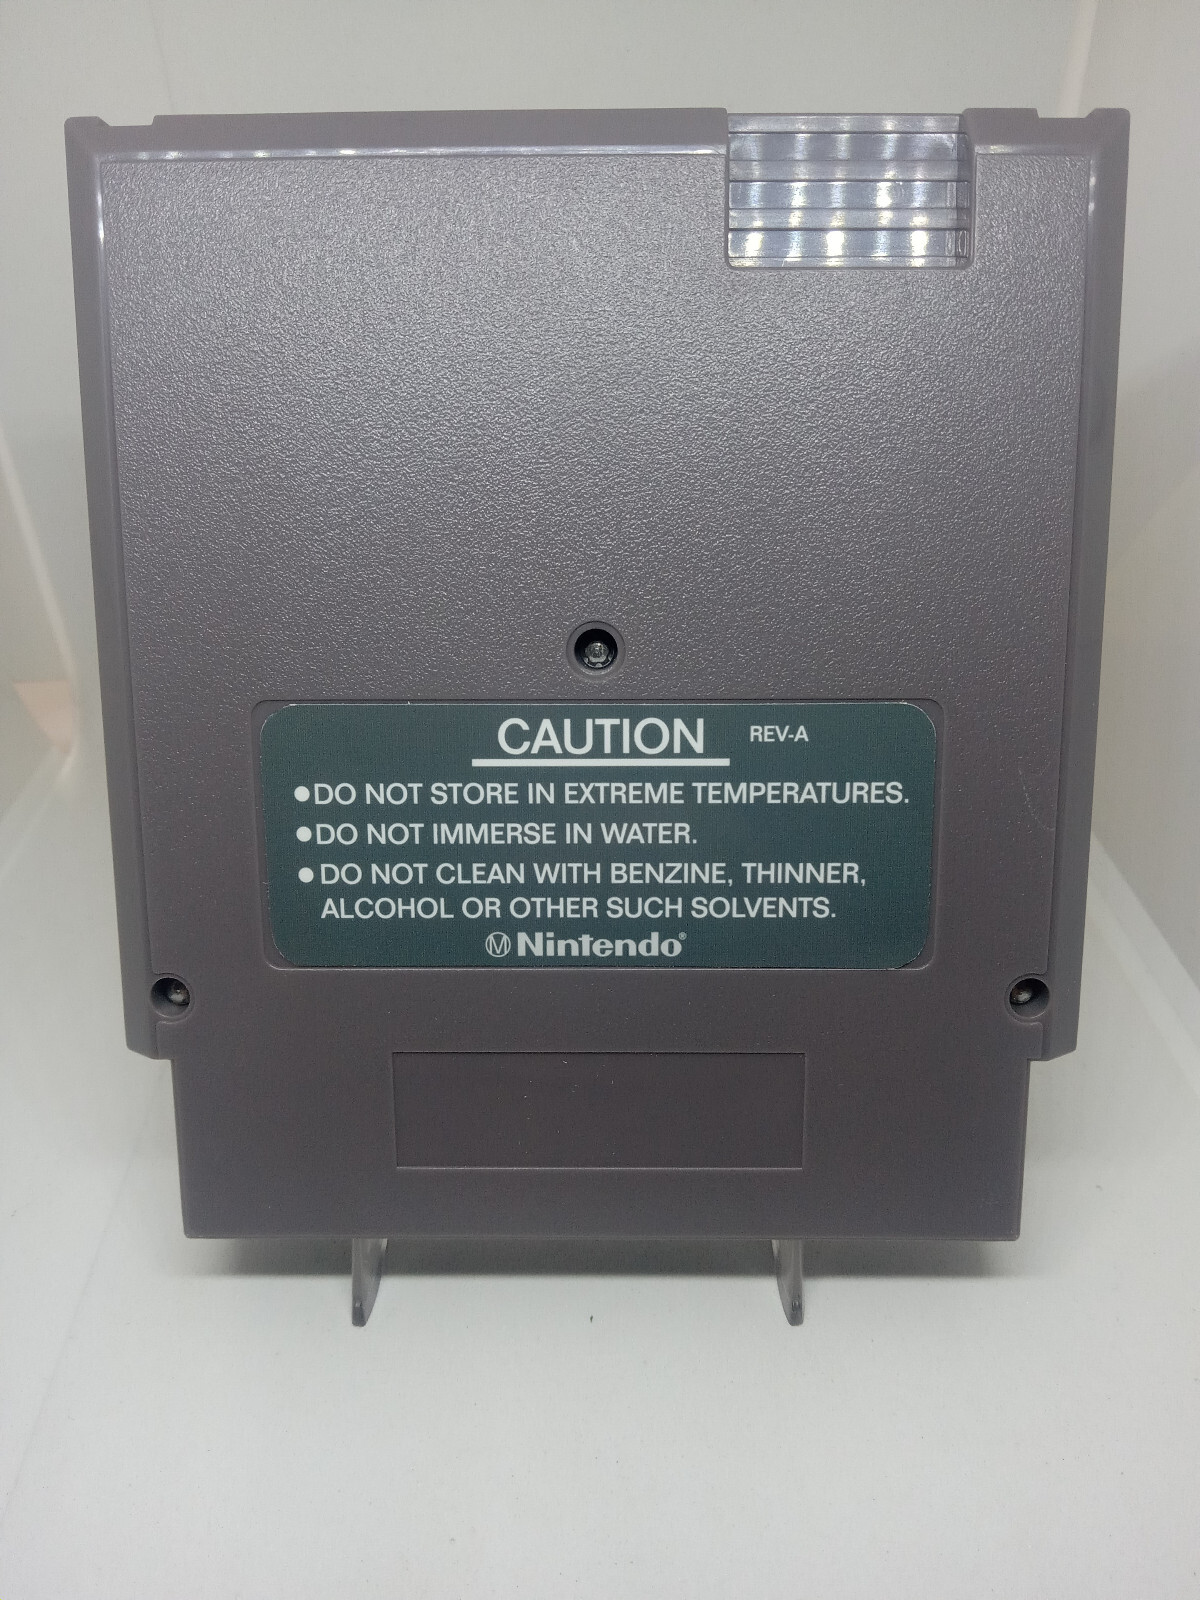 CAUTION REV-A
●DO NOT STORE IN EXTREME TEMPERATURES.
●DO NOT IMMERSE IN WATER.
●DO NOT CLEAN WITH BENZINE, THINNER,
ALCOHOL OR OTHER SUCH SOLVENTS.
Ⓜ Nintendo®